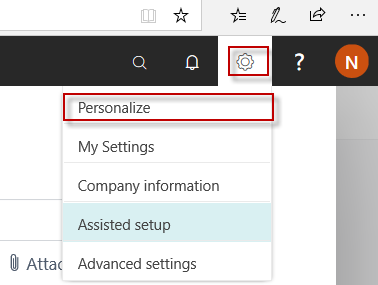 ?
N
Personalize
My Settings
Company information
Assisted setup
Attac
Advanced settings